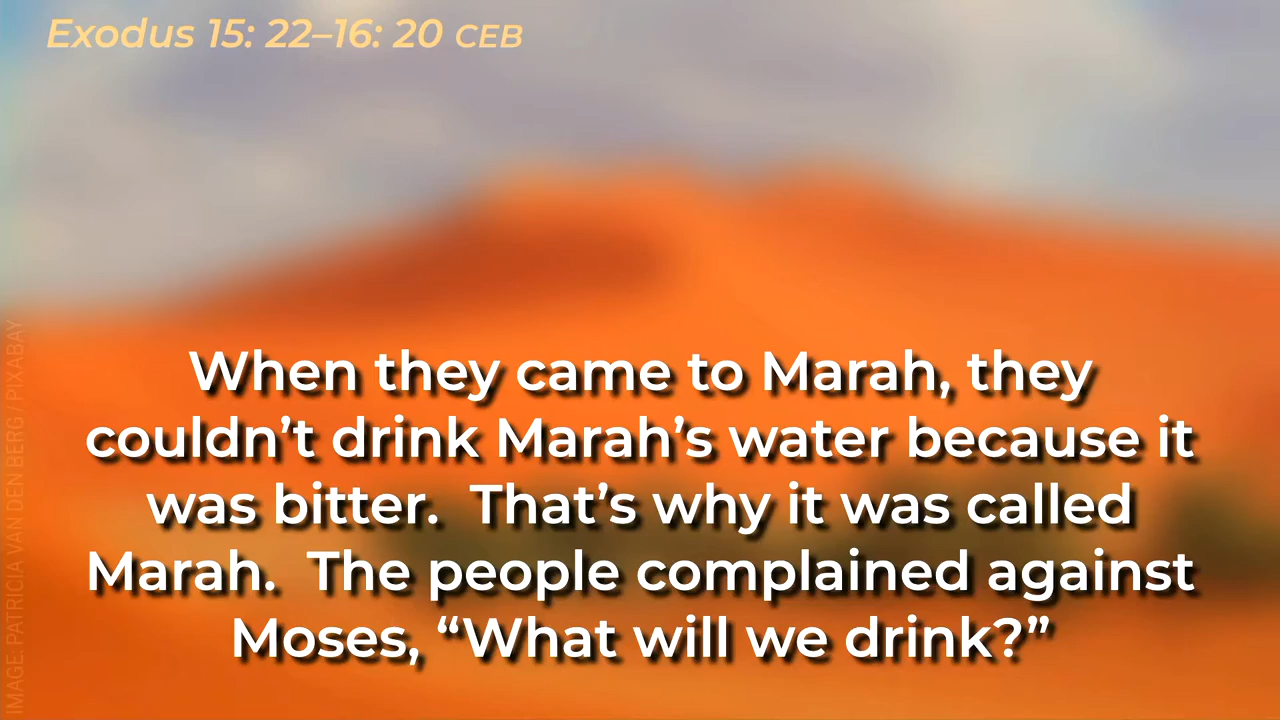 Exodus 15: 22–16: 20 CEB
When they came to Marah, they
couldn’t drink Marah’s water because it
was bitter.  That’s why it was called
Marah.  The people complained against
Moses, “What will we drink?”
IMAGE: PATRICIA VAN DEN BERG / PIXABAY